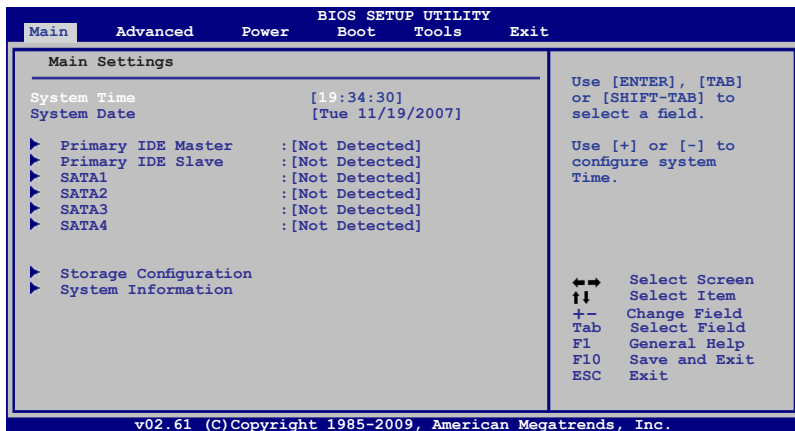 BIOS SETUP UTILITY
Main Advanced Power Boot Tools Exit
Main Settings
System Time [19:34:30]
System Date [Tue 11/19/2007]
Primary IDE Master :[Not Detected]
Primary IDE Slave :[Not Detected]
SATA1 :[Not Detected]
SATA2 :[Not Detected]
SATA3 :[Not Detected]
SATA4 :[Not Detected]
Storage Configuration
System Information
Use [ENTER], [TAB]
or [SHIFT-TAB] to
select a field.
Use [+] or [-] to
configure system
Time.
←→ Select Screen
↑↓ Select Item
+- Change Field
Tab Select Field
F1 General Help
F10 Save and Exit
ESC Exit
v02.61 (C)Copyright 1985-2009, American Megatrends, Inc.